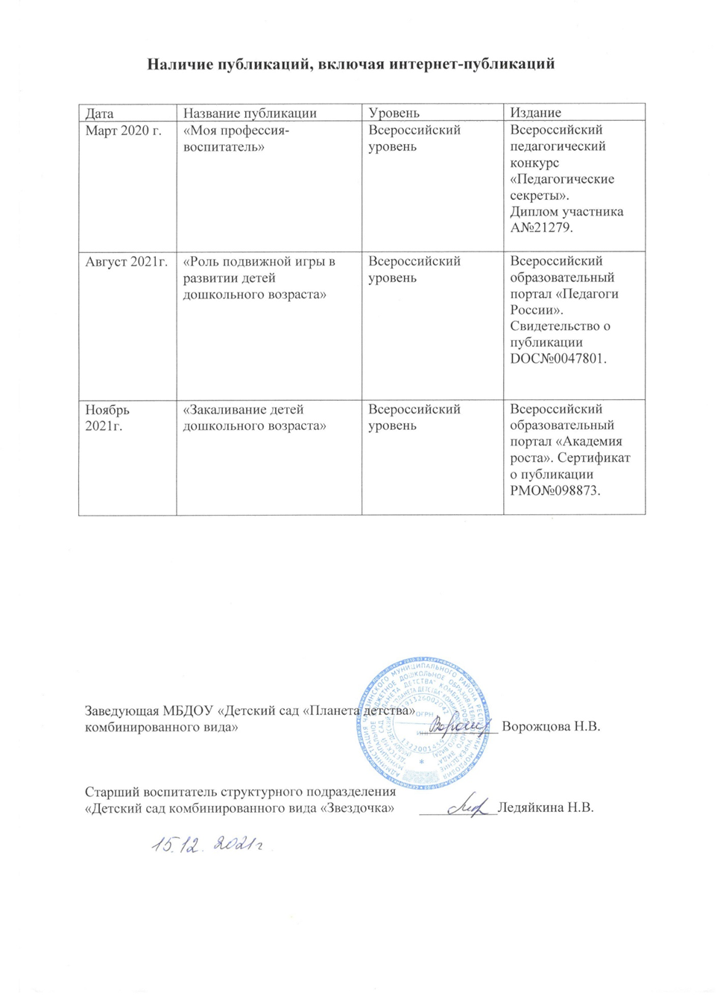 Наличие публикаций, включая интернет-публикаций
Дата Название публикации Уровень Издание
Март 2020 г. «Моя профессия- Всероссийский Всероссийский
воспитатель» уровень педагогический
конкурс
«Педагогические
секреты».
Диплом участника
А№21279.
Август 2021г. «Роль подвижной игры в Всероссийский Всероссийский
развитии детей уровень образовательный
дошкольного возраста» портал «Педагоги
России».
Свидетельство о
публикации
DOC№0047801.
Ноябрь «Закаливание детей Всероссийский Всероссийский
2021г. дошкольного возраста» уровень образовательный
портал «Академия
роста». Сертификат
о публикации
РМО№098873.
Заведующая МБДОУ «Детский сад «Планета детства»
комбинированного вида» Ворожцова Н.В.
ОГРН
Старший воспитатель структурного подразделения
«Детский сад комбинированного вида «Звездочка» Ледяйкина Н.В.
15.12. 2021г